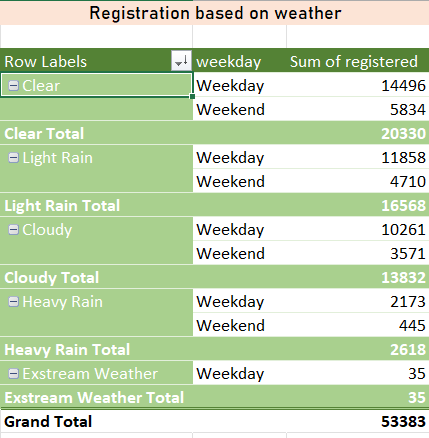 Registration based on weather
Row Labels weekday Sum of registered
Clear Weekday 14496
Weekend 5834
Clear Total 20330
Light Rain Weekday 11858
Weekend 4710
Light Rain Total 16568
Cloudy Weekday 10261
Weekend 3571
Cloudy Total 13832
Heavy Rain Weekday 2173
Weekend 445
Heavy Rain Total 2618
Exstream Weather Weekday 35
Exstream Weather Total 35
Grand Total 53383